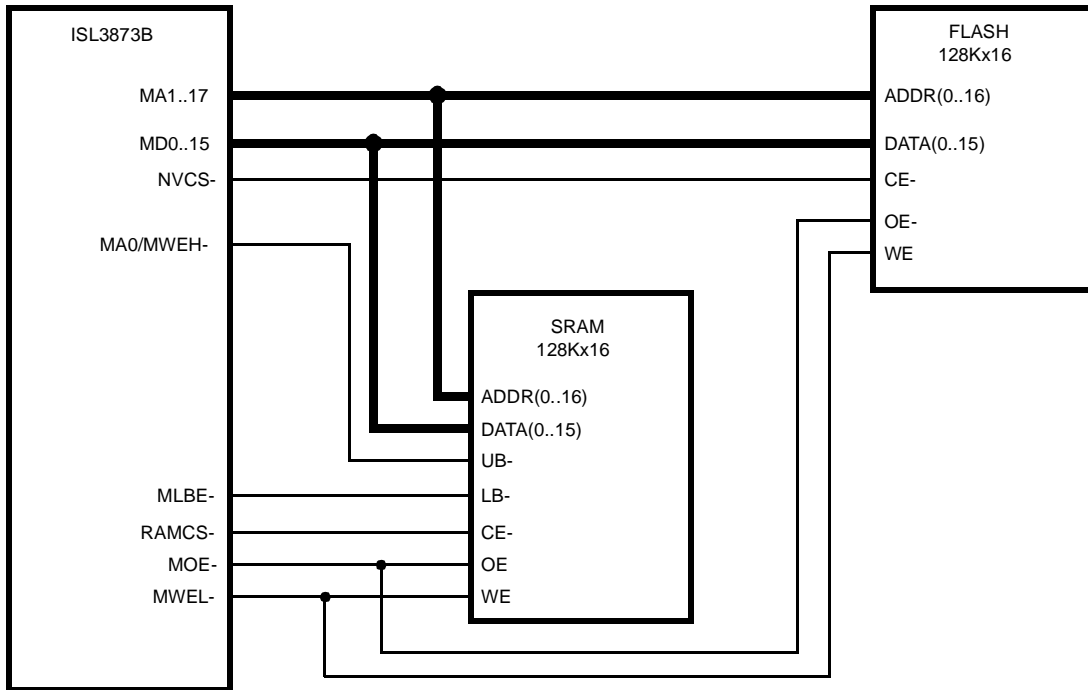 ISL3873B
MA1..17
MD0..15
NVCS-
MA0/MWEH-
MLBE-
RAMCS-
MOE-
MWEL-
SRAM
128Kx16
ADDR(0..16)
DATA(0..15)
UB-
LB-
CE-
OE
WE
FLASH
128Kx16
ADDR(0..16)
DATA(0..15)
CE-
OE-
WE